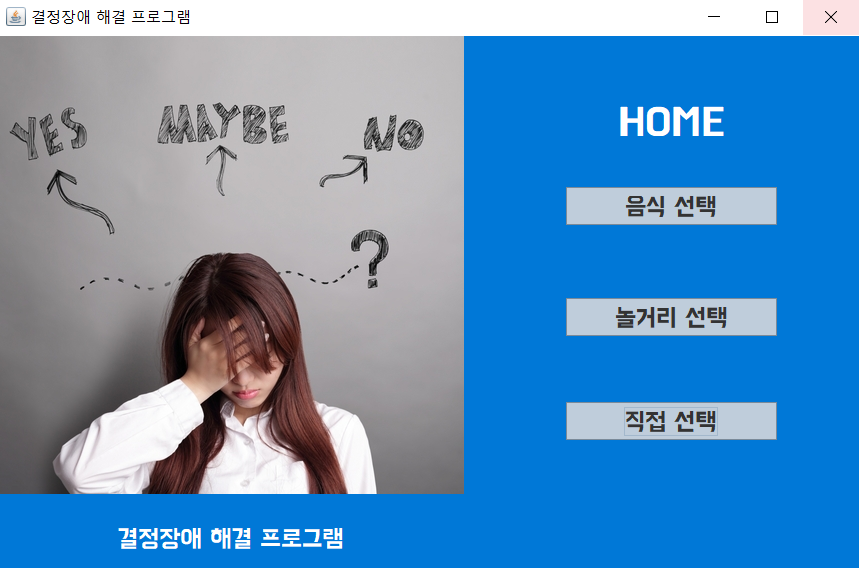 결정장애 해결 프로그램
YES MAYBE NO
?
HOME
음식 선택
놀거리 선택
직접 선택
결정장애 해결 프로그램